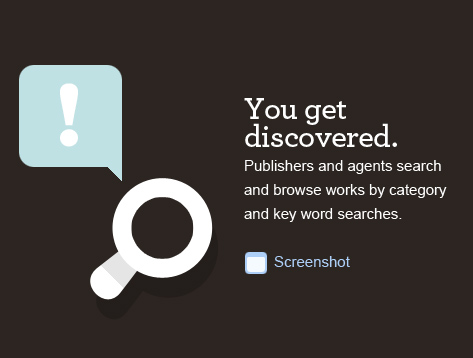 !
You get
discovered.
Publishers and agents search
and browse works by category
and key word searches.
Screenshot